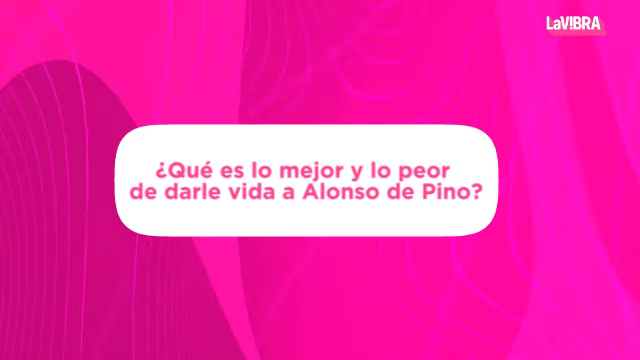 LaV!BRA
¿Qué es lo mejor y lo peor
de darle vida a Alonso de Pino?